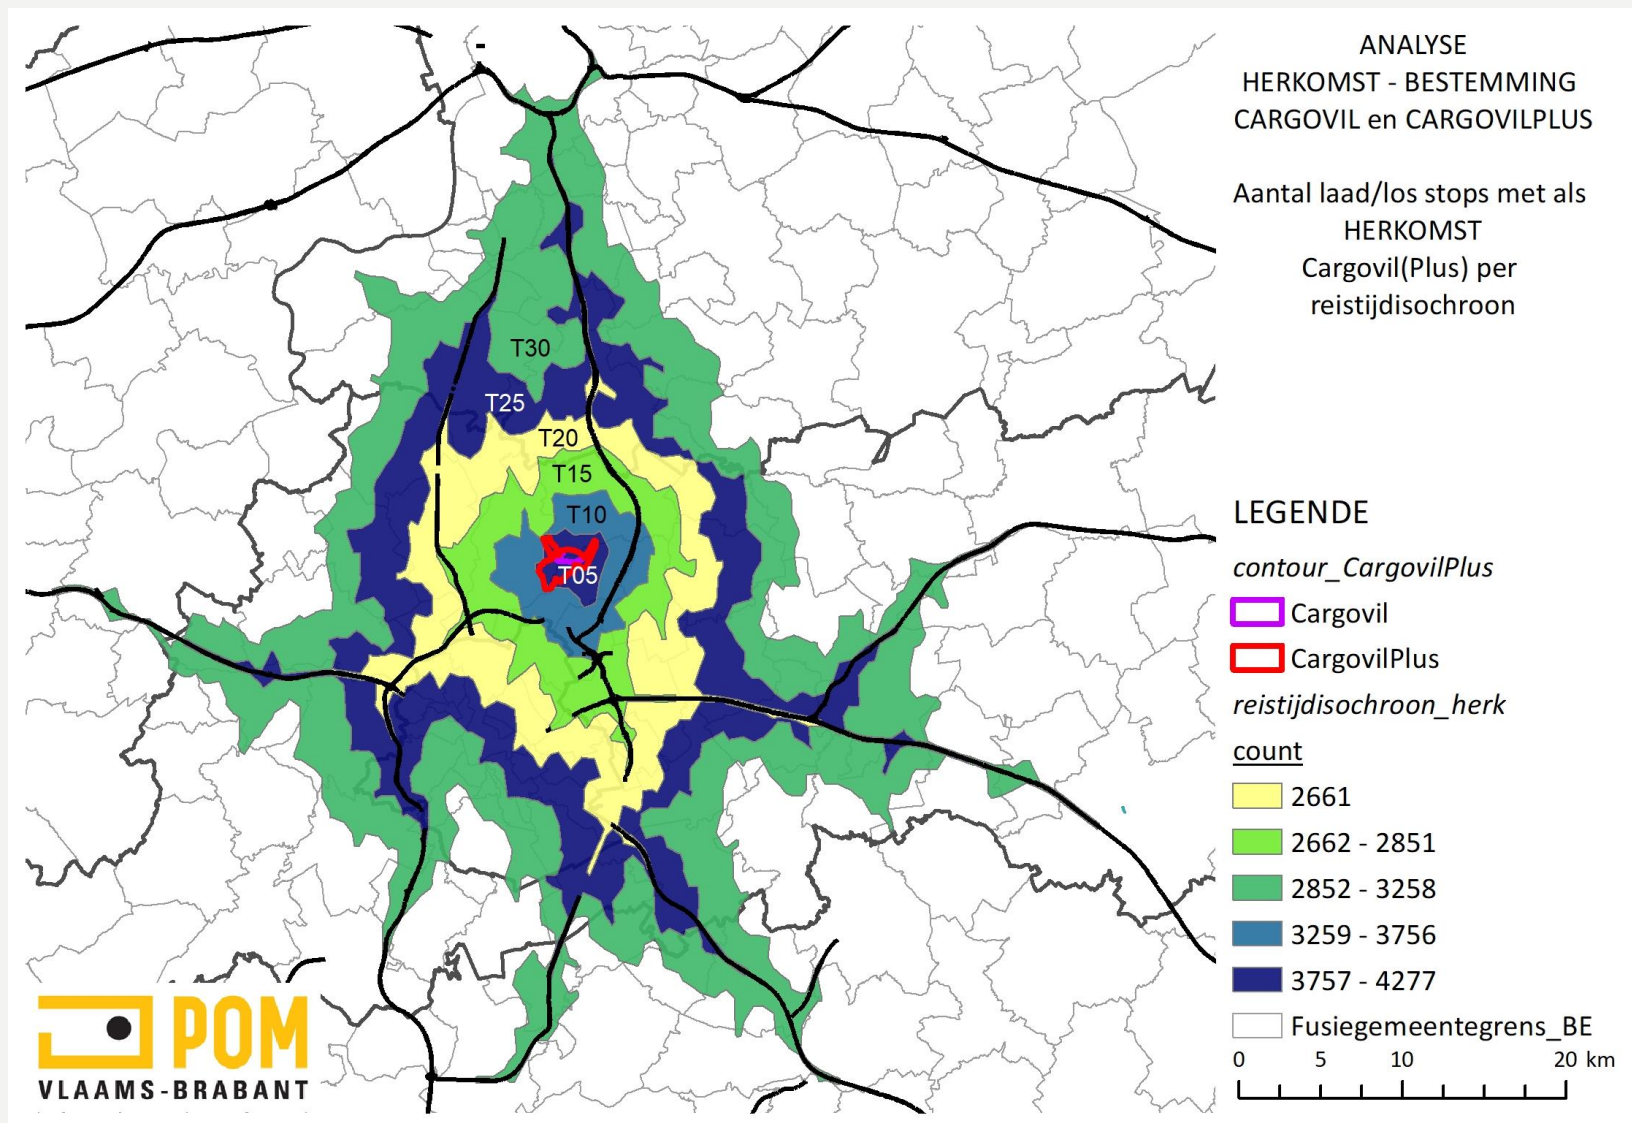 ANALYSE
HERKOMST - BESTEMMING
CARGOVIL en CARGOVILPLUS
Aantal laad/los stops met als
HERKOMST
Cargovil(Plus) per
reistijdisochroon
T30
T25
T20
T15
T10
T05
LEGENDE
contour_CargovilPlus
Cargovil
CargovilPlus
reistijdisochroon_herk
count
2661
2662 - 2851
2852 - 3258
3259 - 3756
3757 - 4277
Fusiegemeentegrens_BE
0 5 10 20 km
POM
VLAAMS-BRABANT